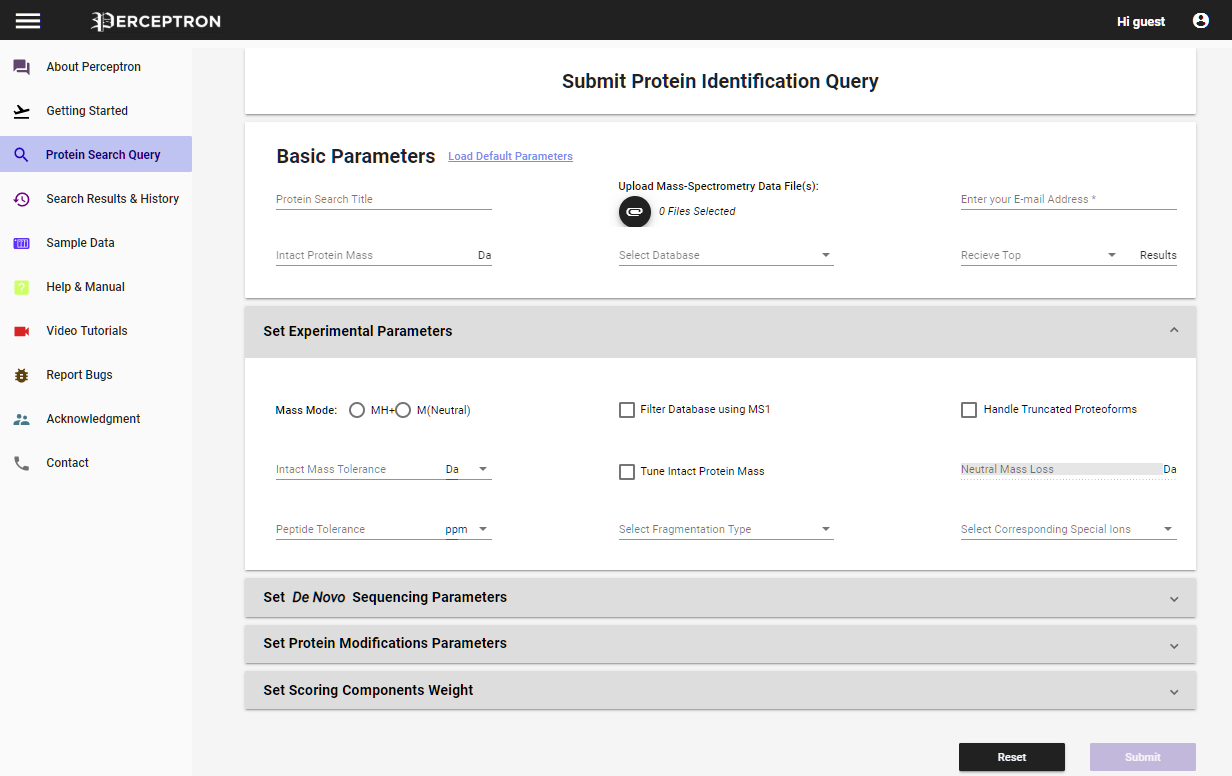 PERCEPTRON
Hi guest
About Perceptron
Getting Started
Protein Search Query
Search Results & History
Sample Data
Help & Manual
Video Tutorials
Report Bugs
Acknowledgment
Contact
Submit Protein Identification Query
Basic Parameters Load Default Parameters
Protein Search Title
Upload Mass-Spectrometry Data File(s):
0 Files Selected
Enter your E-mail Address *
Intact Protein Mass Da
Select Database
Recieve Top Results
Set Experimental Parameters
Mass Mode: MH+ M(Neutral)
Filter Database using MS1
Handle Truncated Proteoforms
Intact Mass Tolerance Da
Tune Intact Protein Mass
Neutral Mass Loss Da
Peptide Tolerance ppm
Select Fragmentation Type
Select Corresponding Special Ions
Set De Novo Sequencing Parameters
Set Protein Modifications Parameters
Set Scoring Components Weight
Reset
Submit